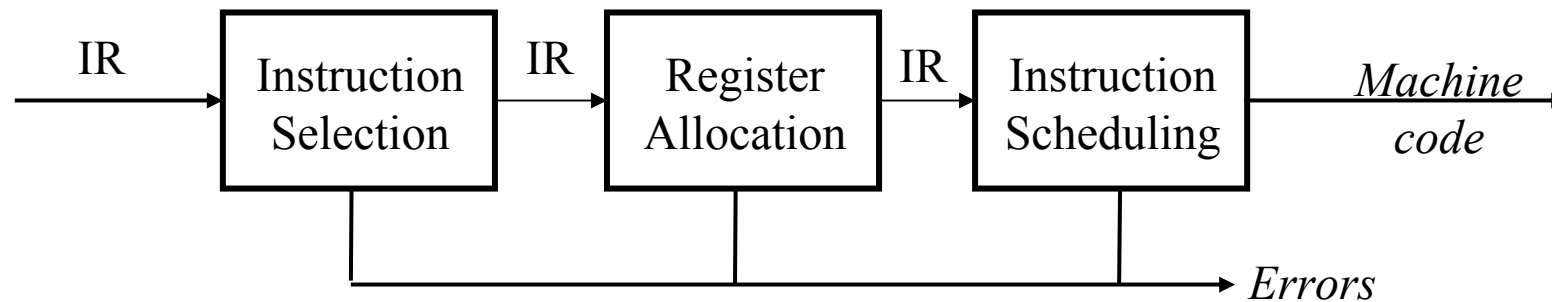 IR
Instruction
Selection
IR
Register
Allocation
IR
Instruction
Scheduling
Machine
code
Errors